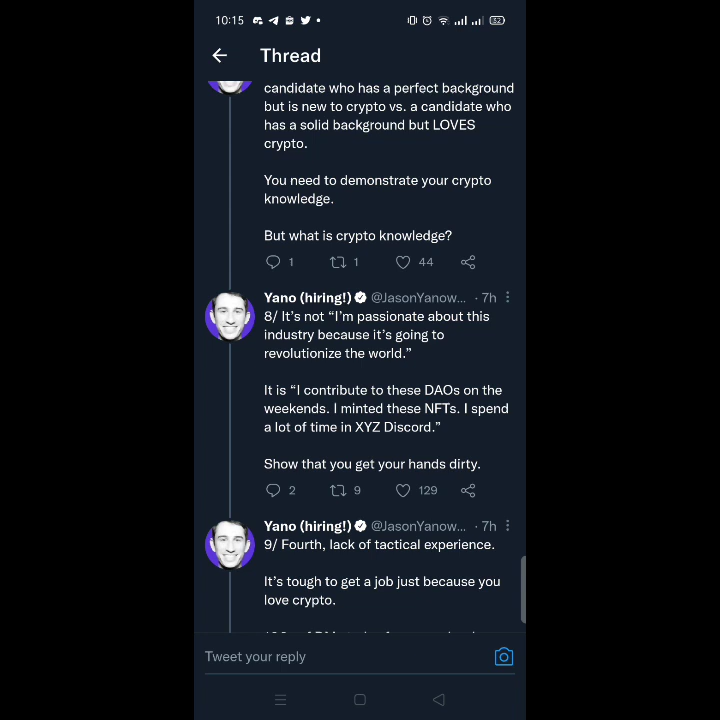 10:15
Thread
candidate who has a perfect background
but is new to crypto vs. a candidate who
has a solid background but LOVES
crypto.
You need to demonstrate your crypto
knowledge.
But what is crypto knowledge?
1 1 44
Yano (hiring!) @JasonYanow... · 7h
8/ It's not “I'm passionate about this
industry because it's going to
revolutionize the world.”
It is “I contribute to these DAOs on the
weekends. I minted these NFTs. I spend
a lot of time in XYZ Discord.”
Show that you get your hands dirty.
2 9 129
Yano (hiring!) @JasonYanow... · 7h
9/ Fourth, lack of tactical experience.
It's tough to get a job just because you
love crypto.
Tweet your reply